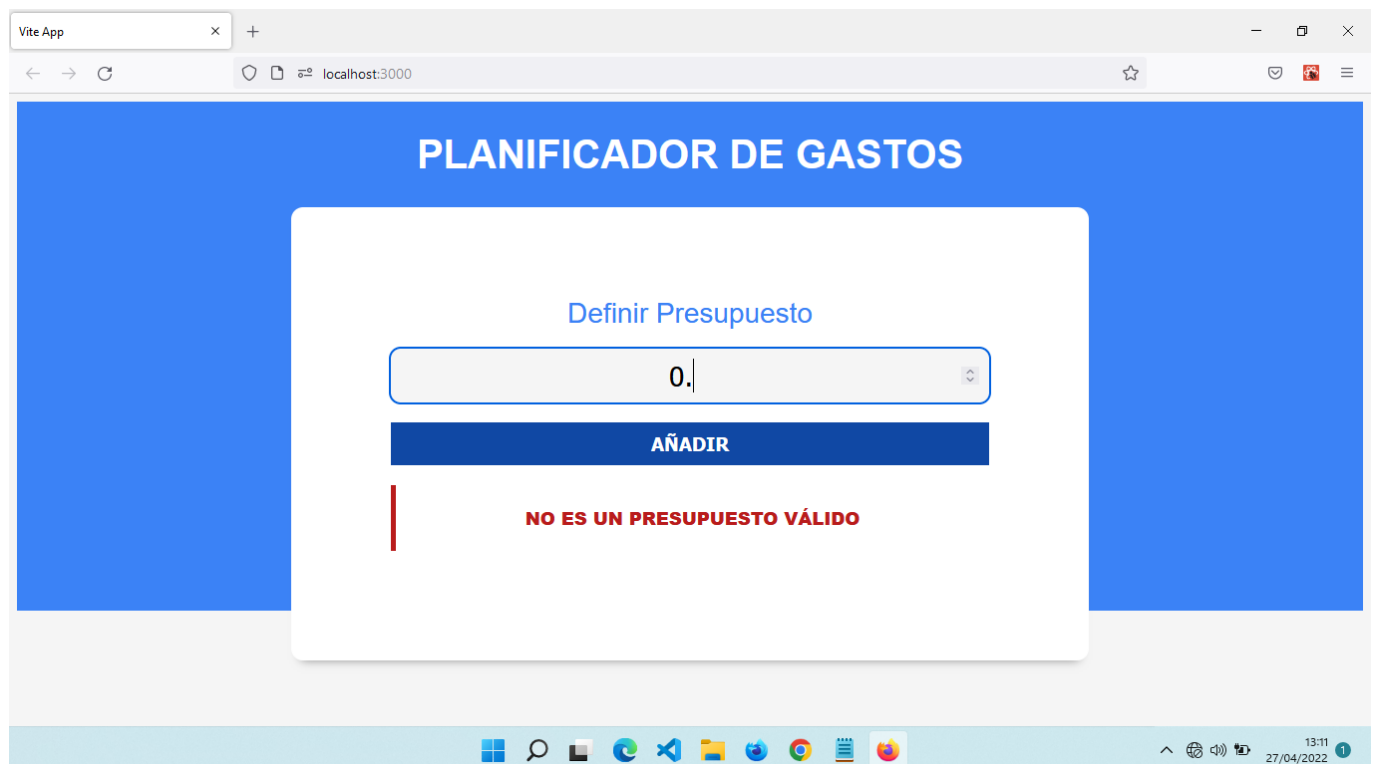 Vite App
localhost:3000
PLANIFICADOR DE GASTOS
Definir Presupuesto
0.
AÑADIR
NO ES UN PRESUPUESTO VÁLIDO
13:11
27/04/2022
1